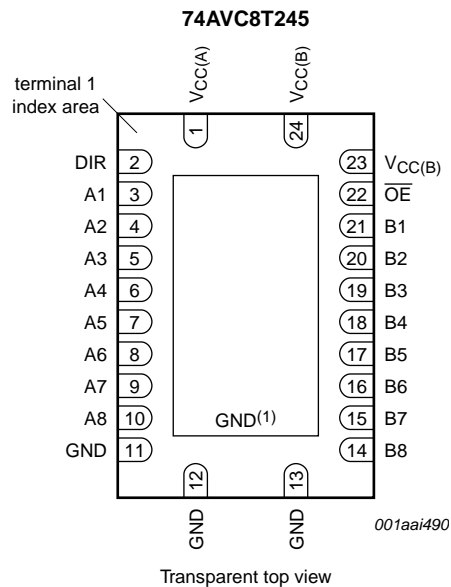 74AVC8T245
terminal 1
index area
VCC(A)
VCC(B)
1
24
DIR 2
23 VCC(B)
A1 3
22 O̅E̅
A2 4
21 B1
A3 5
20 B2
A4 6
19 B3
A5 7
18 B4
A6 8
17 B5
A7 9
16 B6
A8 10
15 B7
GND 11
14 B8
GND(1)
12
13
GND
GND
001aai490
Transparent top view